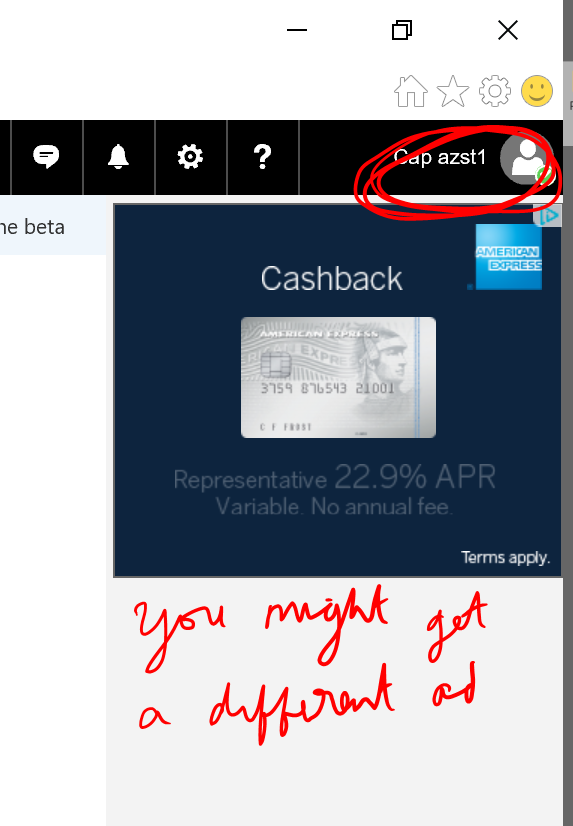 Cap azst1
he beta
Cashback
AMERICAN EXPRESS
AMERICAN EXPRESS
3759 876543 21001
C F FROST
Representative 22.9% APR
Variable. No annual fee.
Terms apply.
You might get
a different ad